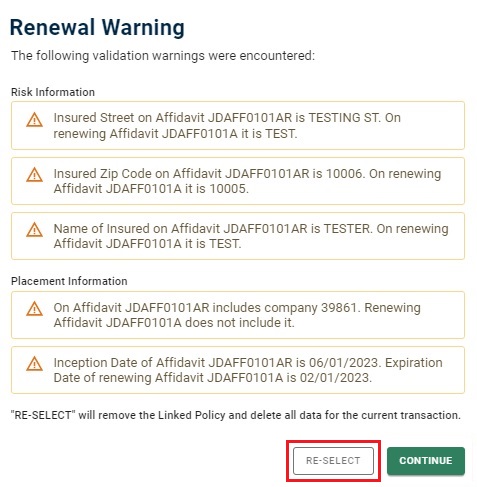 Renewal Warning
The following validation warnings were encountered:
Risk Information
Insured Street on Affidavit JDAFF0101AR is TESTING ST. On
renewing Affidavit JDAFF0101A it is TEST.
Insured Zip Code on Affidavit JDAFF0101AR is 10006. On renewing
Affidavit JDAFF0101A it is 10005.
Name of Insured on Affidavit JDAFF0101AR is TESTER. On renewing
Affidavit JDAFF0101A it is TEST.
Placement Information
On Affidavit JDAFF0101AR includes company 39861. Renewing
Affidavit JDAFF0101A does not include it.
Inception Date of Affidavit JDAFF0101AR is 06/01/2023. Expiration
Date of renewing Affidavit JDAFF0101A is 02/01/2023.
"RE-SELECT" will remove the Linked Policy and delete all data for the current transaction.
RE-SELECT
CONTINUE